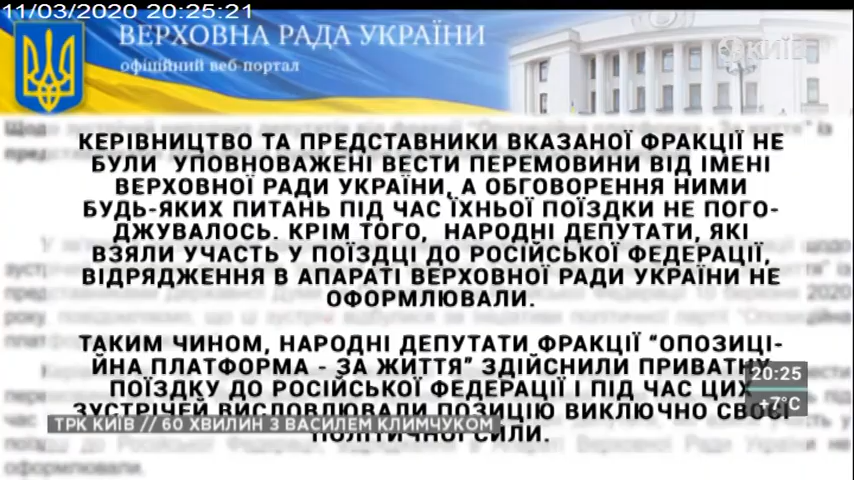 11/03/2020 20:25:21
ВЕРХОВНА РАДА УКРАЇНИ
офіційний веб-портал
КИЇВ
КЕРІВНИЦТВО ТА ПРЕДСТАВНИКИ ВКАЗАНОЇ ФРАКЦІЇ НЕ
БУЛИ УПОВНОВАЖЕНІ ВЕСТИ ПЕРЕМОВИНИ ВІД ІМЕНІ
ВЕРХОВНОЇ РАДИ УКРАЇНИ, А ОБГОВОРЕННЯ НИМИ
БУДЬ-ЯКИХ ПИТАНЬ ПІД ЧАС ЇХНЬОЇ ПОЇЗДКИ НЕ ПОГО-
ДЖУВАЛОСЬ. КРІМ ТОГО, НАРОДНІ ДЕПУТАТИ, ЯКІ
ВЗЯЛИ УЧАСТЬ У ПОЇЗДЦІ ДО РОСІЙСЬКОЇ ФЕДЕРАЦІЇ,
ВІДРЯДЖЕННЯ В АПАРАТІ ВЕРХОВНОЇ РАДИ УКРАЇНИ НЕ
ОФОРМЛЮВАЛИ.
ТАКИМ ЧИНОМ, НАРОДНІ ДЕПУТАТИ ФРАКЦІЇ "ОПОЗИЦІ-
ЙНА ПЛАТФОРМА - ЗА ЖИТТЯ" ЗДІЙСНИЛИ ПРИВАТНУ
ПОЇЗДКУ ДО РОСІЙСЬКОЇ ФЕДЕРАЦІЇ І ПІД ЧАС ЦИХ
ЗУСТРІЧЕЙ ВИСЛОВЛЮВАЛИ ПОЗИЦІЮ ВИКЛЮЧНО СВОЄЇ
ПОЛІТИЧНОЇ СИЛИ.
20:25
+7°C
ТРК КИЇВ // 60 ХВИЛИН З ВАСИЛЕМ КЛИМЧУКОМ